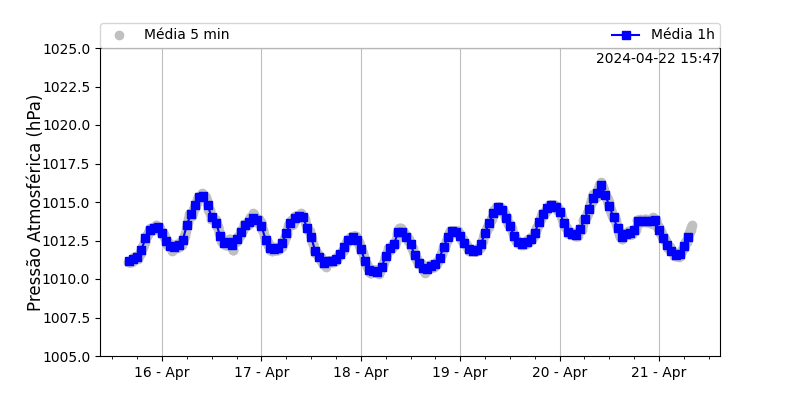 Média 5 min
Média 1h
2024-04-22 15:47
Pressão Atmosférica (hPa)
1025.0
1022.5
1020.0
1017.5
1015.0
1012.5
1010.0
1007.5
1005.0
16 - Apr
17 - Apr
18 - Apr
19 - Apr
20 - Apr
21 - Apr